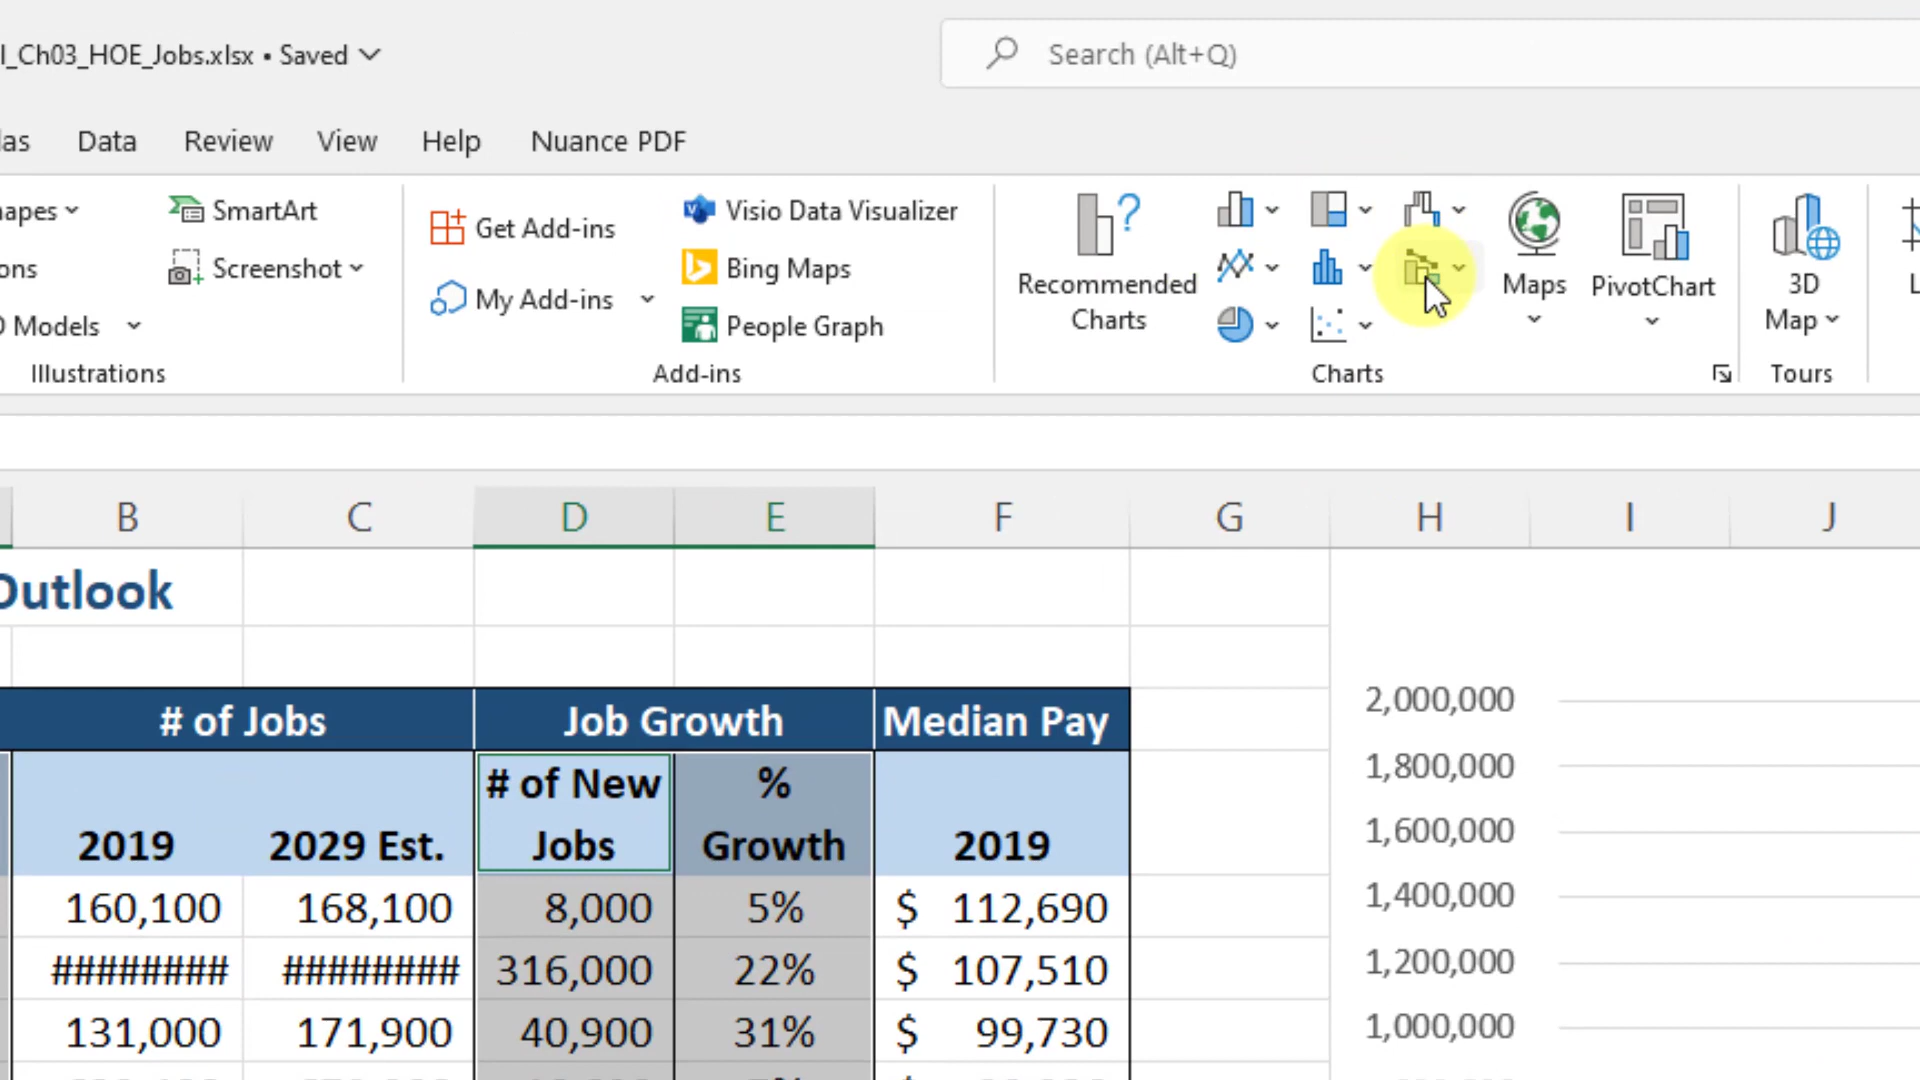 l_Ch03_HOE_Jobs.xlsx • Saved
Search (Alt+Q)
las Data Review View Help Nuance PDF
hapes SmartArt
ons Screenshot
D Models
Illustrations
Get Add-ins
My Add-ins
Visio Data Visualizer
Bing Maps
People Graph
Add-ins
Recommended
Charts
Maps
PivotChart
Charts
3D
Map
Tours
L
B C D E F G H I J
Outlook
# of Jobs Job Growth Median Pay
2019 2029 Est. # of New Jobs % Growth 2019
160,100 168,100 8,000 5% $ 112,690
######## ######## 316,000 22% $ 107,510
131,000 171,900 40,900 31% $ 99,730
2,000,000
1,800,000
1,600,000
1,400,000
1,200,000
1,000,000